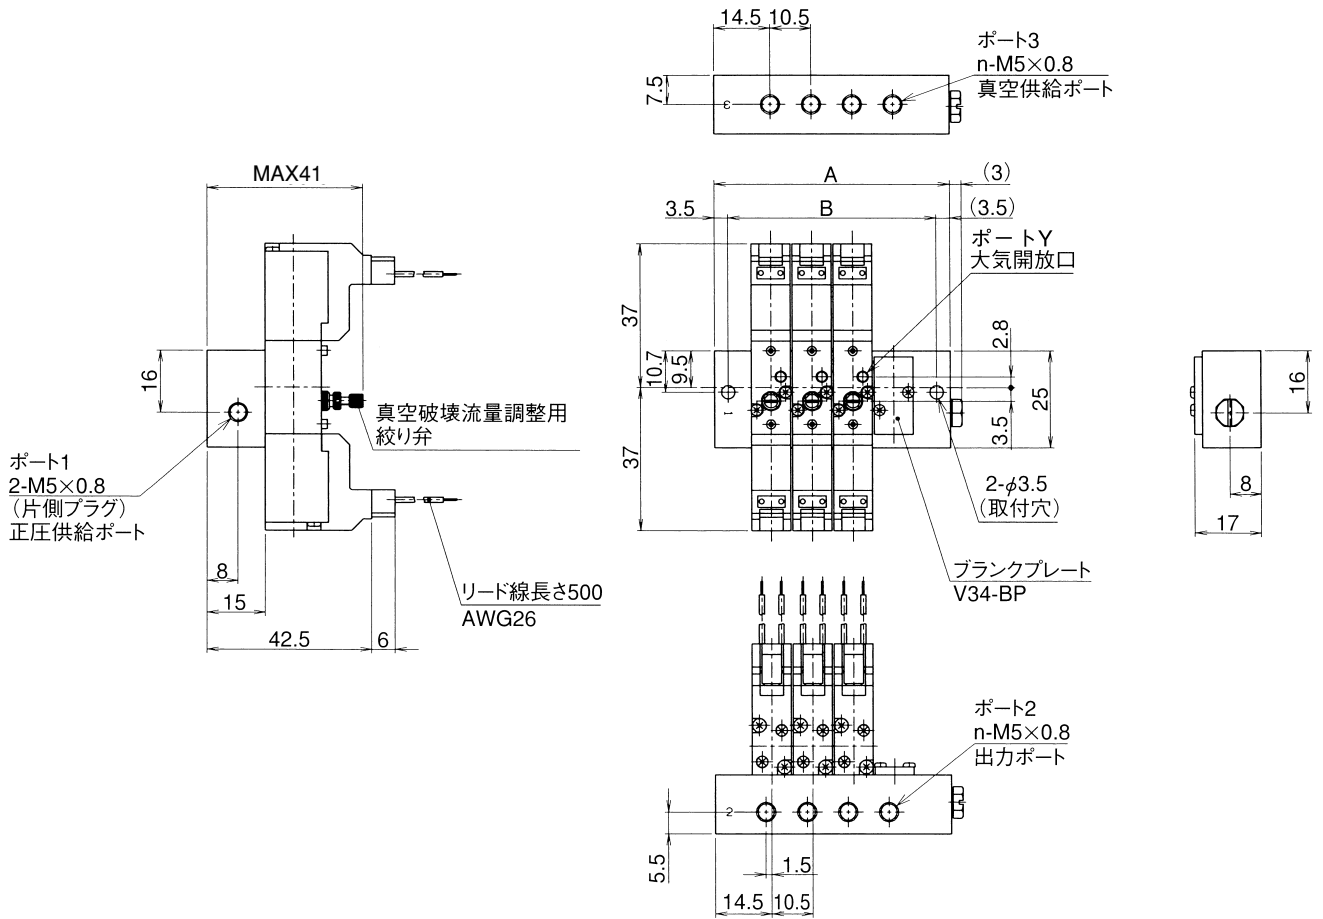 14.5
10.5
ポート3
n-M5×0.8
真空供給ポート
7.5
3
MAX41
A
(3)
3.5
B
(3.5)
ポートY
大気開放口
37
10.7
9.5
2.8
16
25
3.5
16
1
真空破壊流量調整用
絞り弁
37
ポート1
2-M5×0.8
(片側プラグ)
正圧供給ポート
2-φ3.5
(取付穴)
8
17
8
15
リード線長さ500
AWG26
ブランクプレート
V34-BP
42.5
6
ポート2
n-M5×0.8
出力ポート
2
5.5
1.5
14.5
10.5